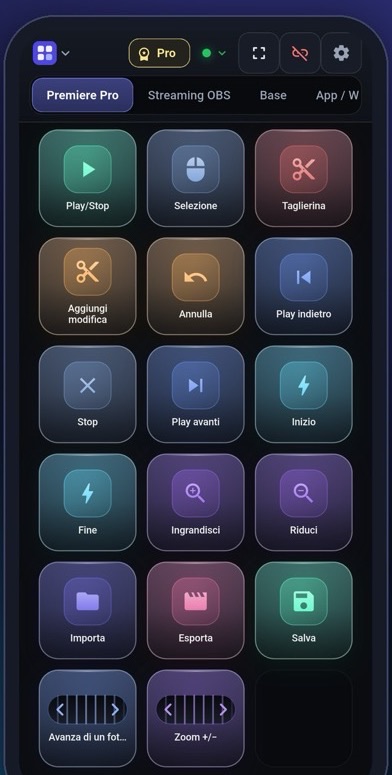 Pro
Premiere Pro
Streaming OBS
Base
App / W
Play/Stop
Selezione
Taglierina
Aggiungi
modifica
Annulla
Play indietro
Stop
Play avanti
Inizio
Fine
Ingrandisci
Riduci
Importa
Esporta
Salva
Avanza di un fot...
Zoom +/−